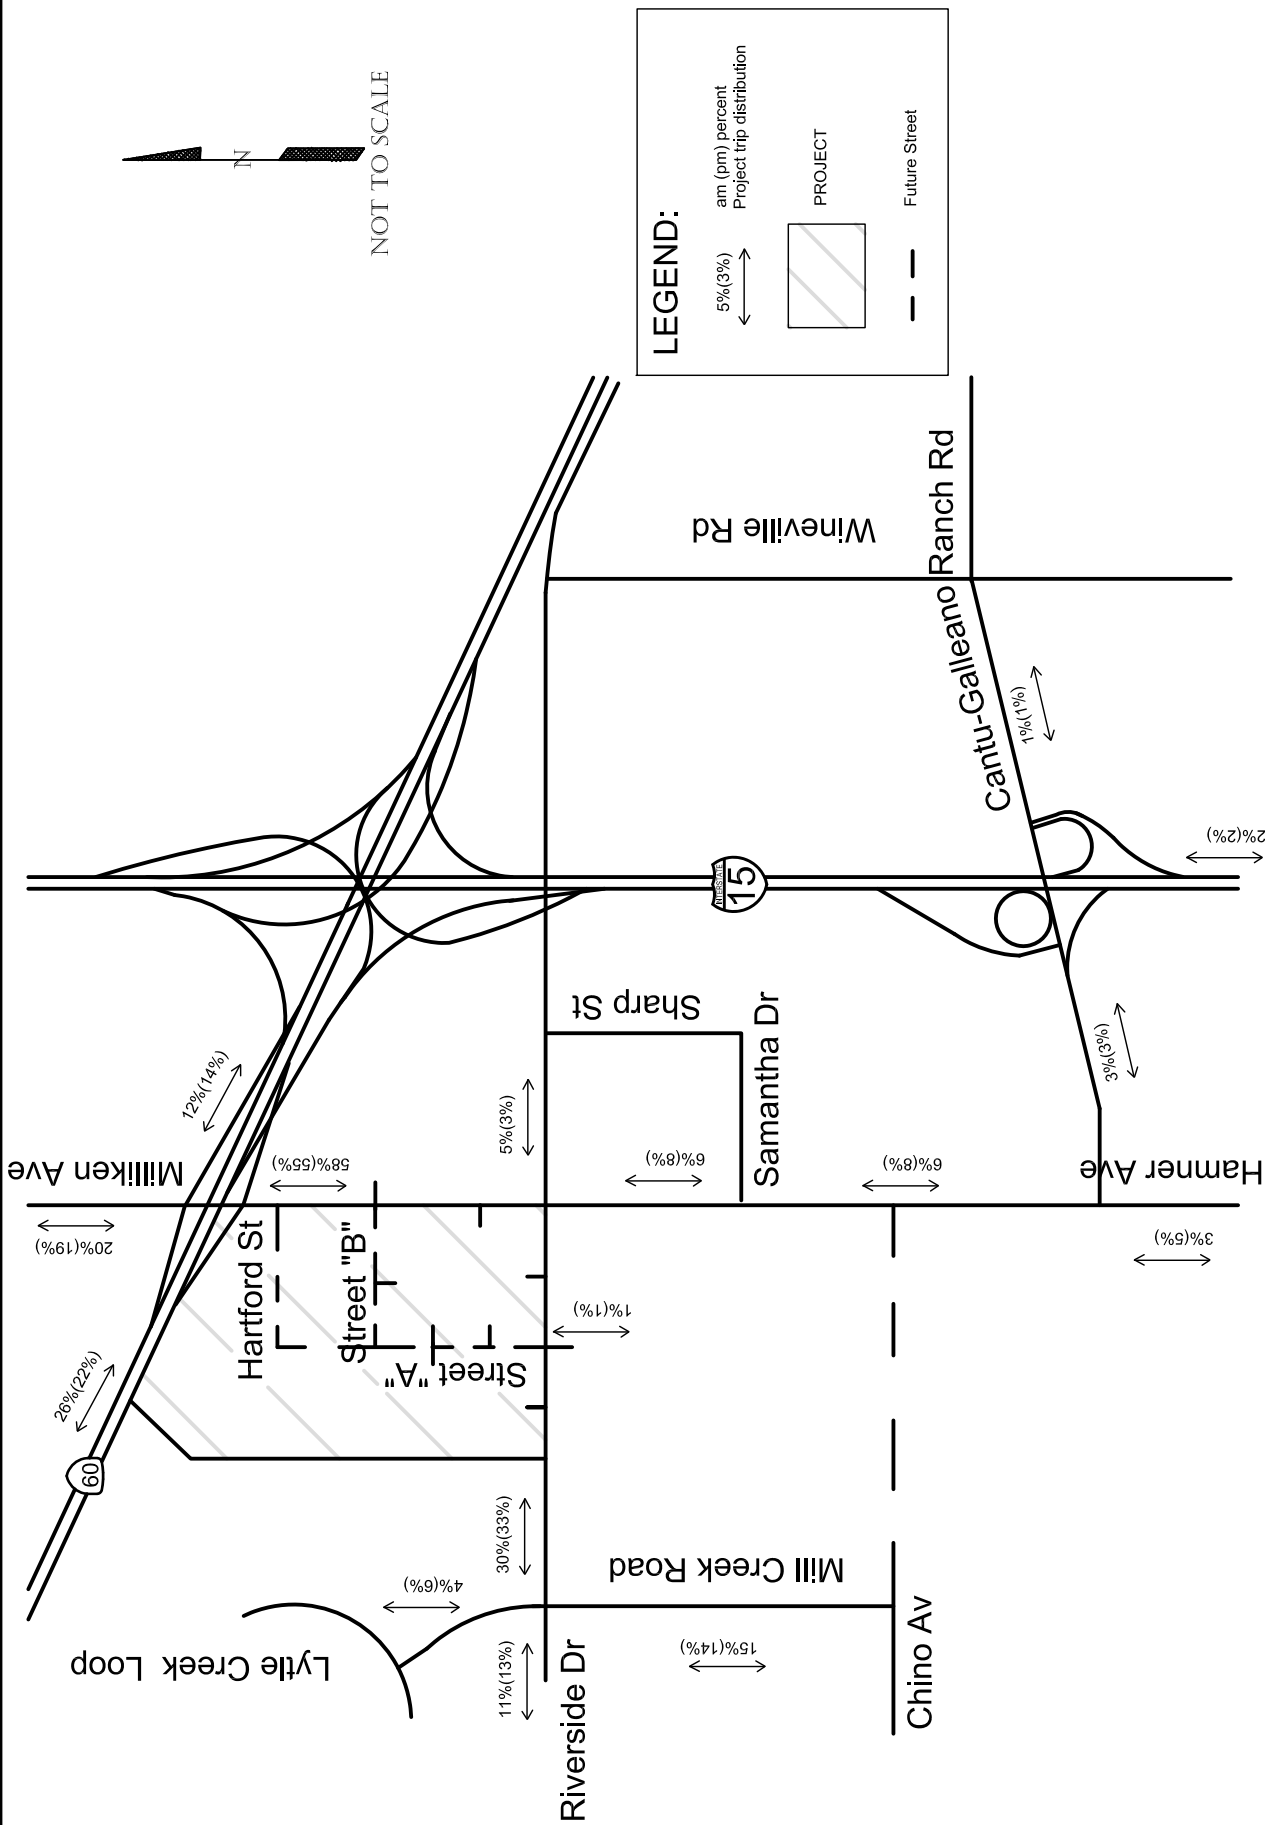 NOT TO SCALE
N
LEGEND:
5%(3%)
am (pm) percent
Project trip distribution
PROJECT
Future Street
Milliken Ave
20%(19%)
12%(14%)
26%(22%)
60
58%(55%)
Hartford St
Street "B"
Street "A"
1%(1%)
5%(3%)
Sharp St
Samantha Dr
6%(8%)
6%(8%)
INTERSTATE
15
Wineville Rd
Cantu-Galleano Ranch Rd
1%(1%)
2%(2%)
3%(3%)
Hamner Ave
3%(5%)
30%(33%)
4%(6%)
Lytle Creek Loop
11%(13%)
Riverside Dr
Mill Creek Road
15%(14%)
Chino Av